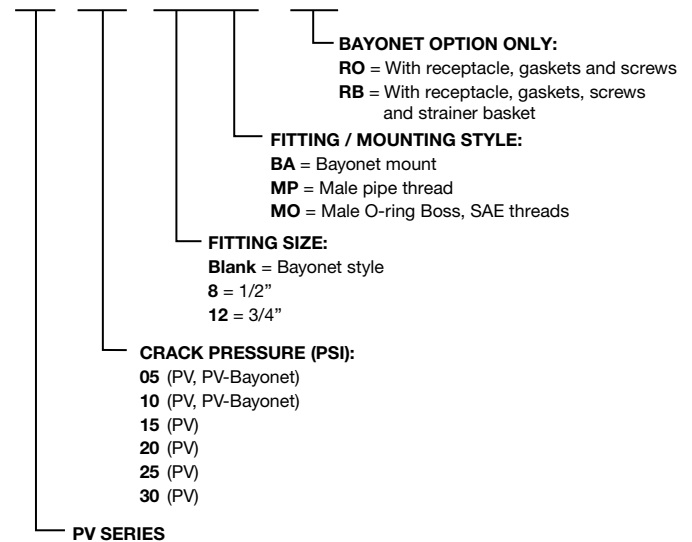 BAYONET OPTION ONLY:
RO = With receptacle, gaskets and screws
RB = With receptacle, gaskets, screws
and strainer basket
FITTING / MOUNTING STYLE:
BA = Bayonet mount
MP = Male pipe thread
MO = Male O-ring Boss, SAE threads
FITTING SIZE:
Blank = Bayonet style
8 = 1/2”
12 = 3/4”
CRACK PRESSURE (PSI):
05 (PV, PV-Bayonet)
10 (PV, PV-Bayonet)
15 (PV)
20 (PV)
25 (PV)
30 (PV)
PV SERIES